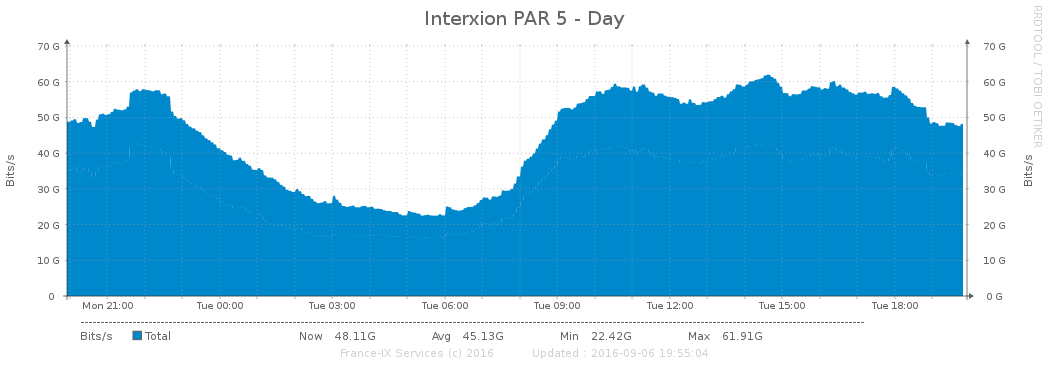 Interxion PAR 5 - Day
RRDTOOL / TOBI OETIKER
Bits/s
70 G
60 G
50 G
40 G
30 G
20 G
10 G
0
70 G
60 G
50 G
40 G
30 G
20 G
10 G
0 G
Bits/s
Mon 21:00 Tue 00:00 Tue 03:00 Tue 06:00 Tue 09:00 Tue 12:00 Tue 15:00 Tue 18:00
Bits/s Total Now 48.11G Avg 45.13G Min 22.42G Max 61.91G
France-IX Services (c) 2016 Updated : 2016-09-06 19:55:04